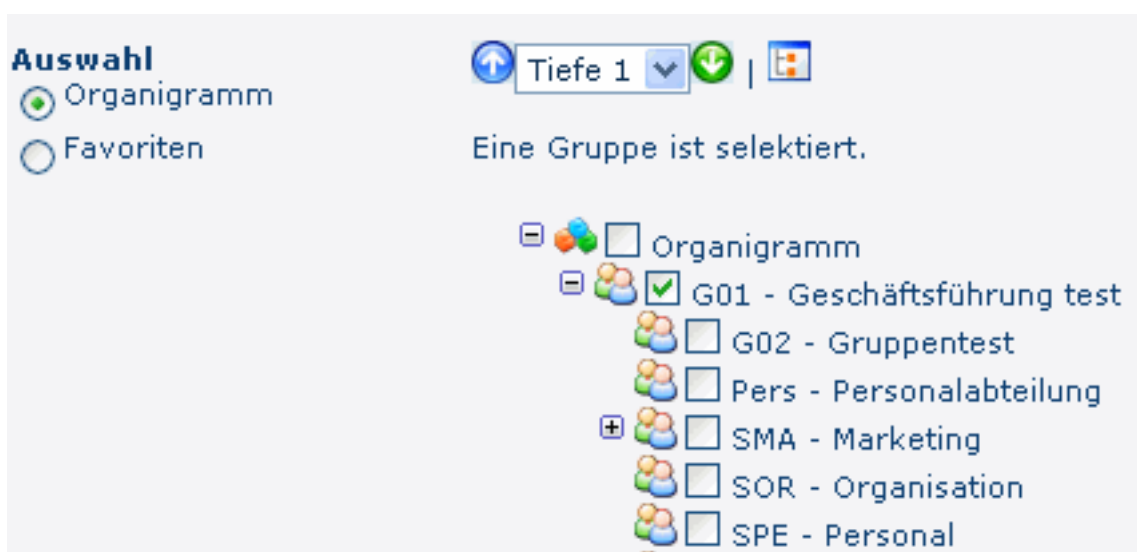 Auswahl
Organigramm
Favoriten
Tiefe 1 |
Eine Gruppe ist selektiert.
Organigramm
G01 - Geschäftsführung test
G02 - Gruppentest
Pers - Personalabteilung
SMA - Marketing
SOR - Organisation
SPE - Personal